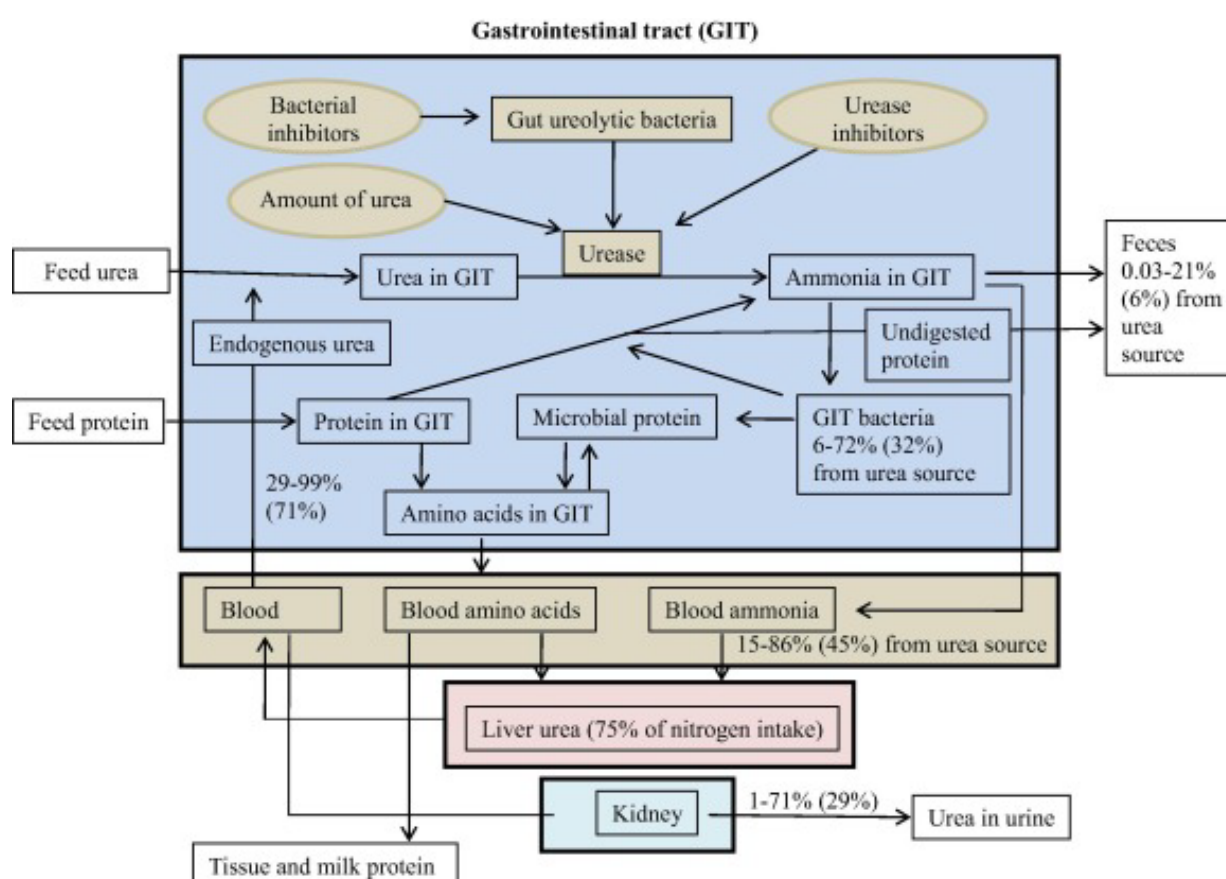 Gastrointestinal tract (GIT)
Bacterial
inhibitors
Gut ureolytic bacteria
Urease
inhibitors
Amount of urea
Urease
Feed urea
Urea in GIT
Ammonia in GIT
Feces
0.03-21%
(6%) from
urea
source
Endogenous urea
Undigested
protein
Feed protein
Protein in GIT
Microbial protein
GIT bacteria
6-72% (32%)
from urea source
29-99%
(71%)
Amino acids in GIT
Blood
Blood amino acids
Blood ammonia
15-86% (45%) from urea source
Liver urea (75% of nitrogen intake)
Kidney
1-71% (29%)
Urea in urine
Tissue and milk protein